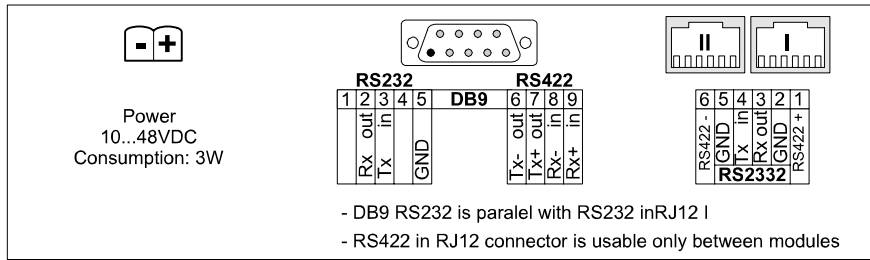 - +
II I
RS232 RS422
1 2 3 4 5 DB9 6 7 8 9
Rx out
Tx in
GND
Tx- out
Tx+ out
Rx- in
Rx+ in
6 5 4 3 2 1
RS422 -
GND
Tx in
Rx out
GND
RS422 +
RS2332
Power
10...48VDC
Consumption: 3W
- DB9 RS232 is paralel with RS232 inRJ12 I
- RS422 in RJ12 connector is usable only between modules